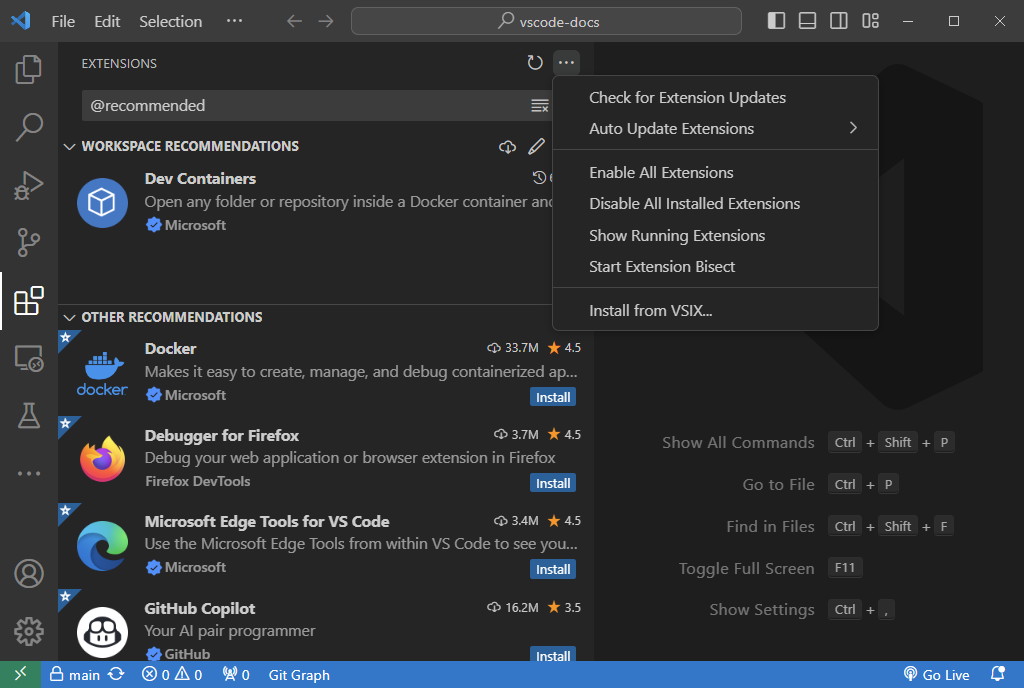 File Edit Selection ··· vscode-docs
EXTENSIONS
@recommended
WORKSPACE RECOMMENDATIONS
Dev Containers
Open any folder or repository inside a Docker container and
Microsoft
Check for Extension Updates
Auto Update Extensions
Enable All Extensions
Disable All Installed Extensions
Show Running Extensions
Start Extension Bisect
Install from VSIX...
OTHER RECOMMENDATIONS
docker
Docker 33.7M 4.5
Makes it easy to create, manage, and debug containerized ap...
Microsoft Install
Debugger for Firefox 3.7M 4.5
Debug your web application or browser extension in Firefox
Firefox DevTools Install
Microsoft Edge Tools for VS Code 3.4M 4.5
Use the Microsoft Edge Tools from within VS Code to see you...
Microsoft Install
GitHub Copilot 16.2M 3.5
Your AI pair programmer
GitHub Install
Show All Commands Ctrl + Shift + P
Go to File Ctrl + P
Find in Files Ctrl + Shift + F
Toggle Full Screen F11
Show Settings Ctrl + ,
main 0 0 0 Git Graph Go Live